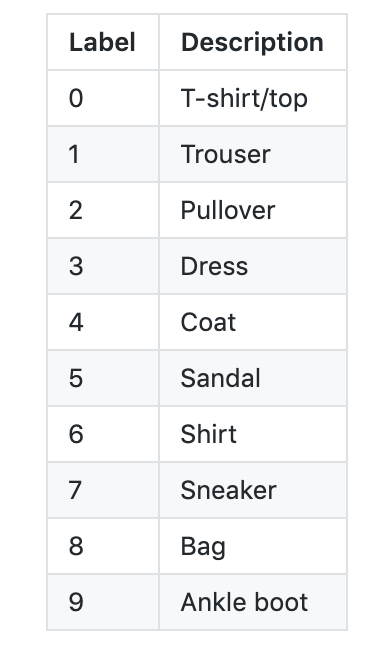 Label Description
0 T-shirt/top
1 Trouser
2 Pullover
3 Dress
4 Coat
5 Sandal
6 Shirt
7 Sneaker
8 Bag
9 Ankle boot